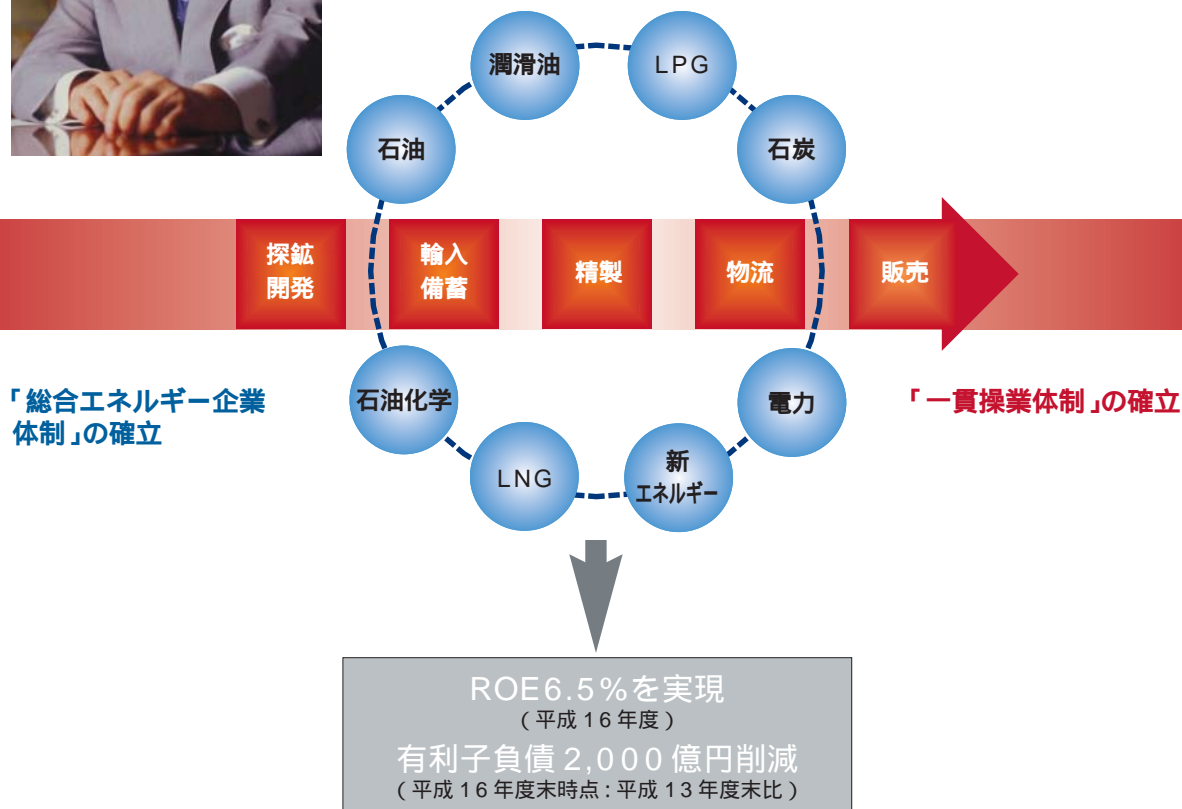 潤滑油
LPG
石油
石炭
探鉱
開発
輸入
備蓄
精製
物流
販売
「総合エネルギー企業
体制」の確立
「一貫操業体制」の確立
石油化学
電力
LNG
新
エネルギー
ROE6.5%を実現
(平成16年度)
有利子負債2,000億円削減
(平成16年度末時点:平成13年度末比)